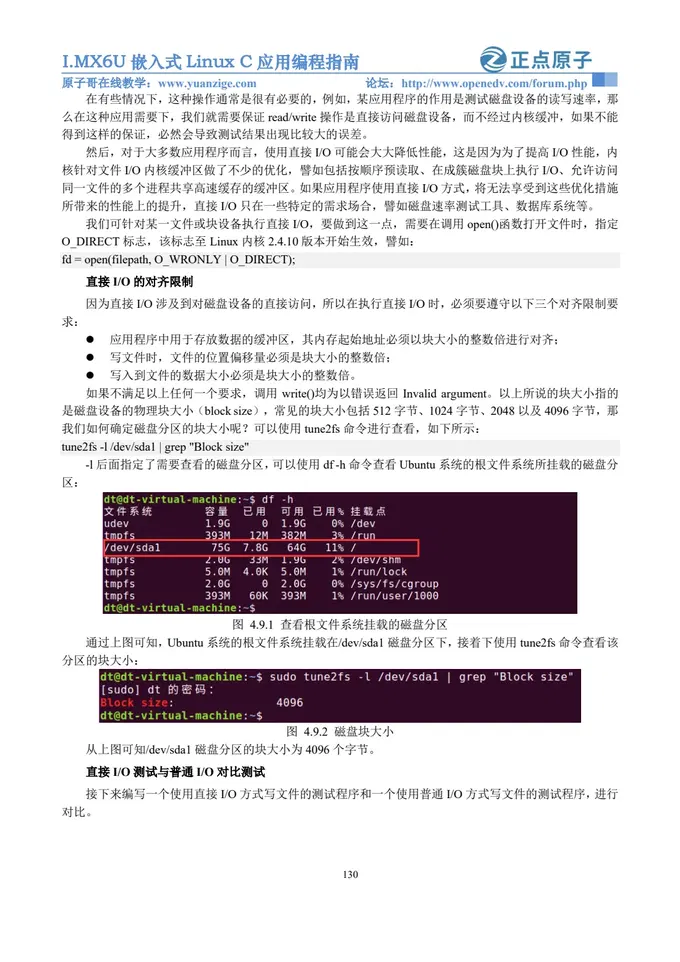 I.MX6U 嵌入式 Linux C 应用编程指南
正点原子
原子哥在线教学：www.yuanzige.com 论坛：http://www.openedv.com/forum.php
在有些情况下，这种操作通常是很有必要的，例如，某应用程序的作用是测试磁盘设备的读写速率，那
么在这种应用需要下，我们就需要保证 read/write 操作是直接访问磁盘设备，而不经过内核缓冲，如果不能
得到这样的保证，必然会导致测试结果出现比较大的误差。
然后，对于大多数应用程序而言，使用直接 I/O 可能会大大降低性能，这是因为为了提高 I/O 性能，内
核针对文件 I/O 内核缓冲区做了不少的优化，譬如包括按顺序预读取、在成簇磁盘块上执行 I/O、允许访问
同一文件的多个进程共享高速缓存的缓冲区。如果应用程序使用直接 I/O 方式，将无法享受到这些优化措施
所带来的性能上的提升，直接 I/O 只在一些特定的需求场合，譬如磁盘速率测试工具、数据库系统等。
我们可针对某一文件或块设备执行直接 I/O，要做到这一点，需要在调用 open()函数打开文件时，指定
O_DIRECT 标志，该标志至 Linux 内核 2.4.10 版本开始生效，譬如：
fd = open(filepath, O_WRONLY | O_DIRECT);
直接 I/O 的对齐限制
因为直接 I/O 涉及到对磁盘设备的直接访问，所以在执行直接 I/O 时，必须要遵守以下三个对齐限制要
求：
● 应用程序中用于存放数据的缓冲区，其内存起始地址必须以块大小的整数倍进行对齐；
● 写文件时，文件的位置偏移量必须是块大小的整数倍；
● 写入到文件的数据大小必须是块大小的整数倍。
如果不满足以上任何一个要求，调用 write()均为以错误返回 Invalid argument。以上所说的块大小指的
是磁盘设备的物理块大小（block size），常见的块大小包括 512 字节、1024 字节、2048 以及 4096 字节，那
我们如何确定磁盘分区的块大小呢？可以使用 tune2fs 命令进行查看，如下所示：
tune2fs -l /dev/sda1 | grep "Block size"
-l 后面指定了需要查看的磁盘分区，可以使用 df -h 命令查看 Ubuntu 系统的根文件系统所挂载的磁盘分
区：
dt@dt-virtual-machine:~$ df -h
文件系统 容量 已用 可用 已用% 挂载点
udev 1.9G 0 1.9G 0% /dev
tmpfs 393M 12M 382M 3% /run
/dev/sda1 75G 7.8G 64G 11% /
tmpfs 2.0G 33M 1.9G 2% /dev/shm
tmpfs 5.0M 4.0K 5.0M 1% /run/lock
tmpfs 2.0G 0 2.0G 0% /sys/fs/cgroup
tmpfs 393M 60K 393M 1% /run/user/1000
dt@dt-virtual-machine:~$
图 4.9.1 查看根文件系统挂载的磁盘分区
通过上图可知，Ubuntu 系统的根文件系统挂载在/dev/sda1 磁盘分区下，接着下使用 tune2fs 命令查看该
分区的块大小：
dt@dt-virtual-machine:~$ sudo tune2fs -l /dev/sda1 | grep "Block size"
[sudo] dt 的密码：
Block size: 4096
dt@dt-virtual-machine:~$
图 4.9.2 磁盘块大小
从上图可知/dev/sda1 磁盘分区的块大小为 4096 个字节。
直接 I/O 测试与普通 I/O 对比测试
接下来编写一个使用直接 I/O 方式写文件的测试程序和一个使用普通 I/O 方式写文件的测试程序，进行
对比。
130